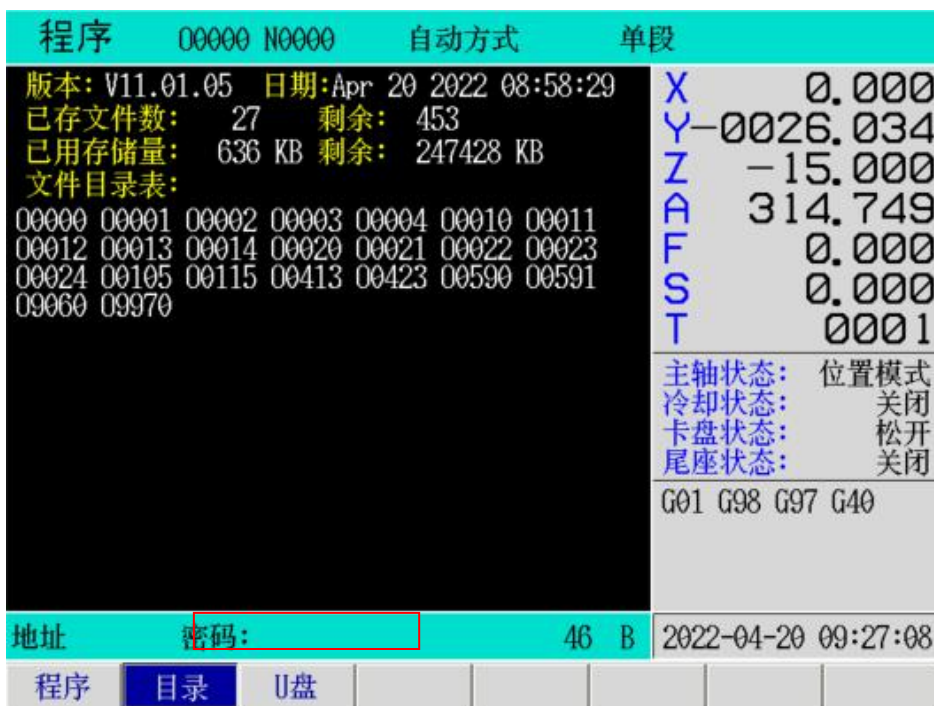 程序 O0000 N0000 自动方式 单段
版本: V11.01.05 日期:Apr 20 2022 08:58:29
已存文件数: 27 剩余: 453
已用存储量: 636 KB 剩余: 247428 KB
文件目录表:
O0000 O0001 O0002 O0003 O0004 O0010 O0011
O0012 O0013 O0014 O0020 O0021 O0022 O0023
O0024 O0105 O0115 O0413 O0423 O0590 O0591
O9060 O9970
X 0.000
Y-0026.034
Z -15.000
A 314.749
F 0.000
S 0.000
T 0001
主轴状态: 位置模式
冷却状态: 关闭
卡盘状态: 松开
尾座状态: 关闭
G01 G98 G97 G40
地址 密码: 46 B 2022-04-20 09:27:08
程序 目录 U盘